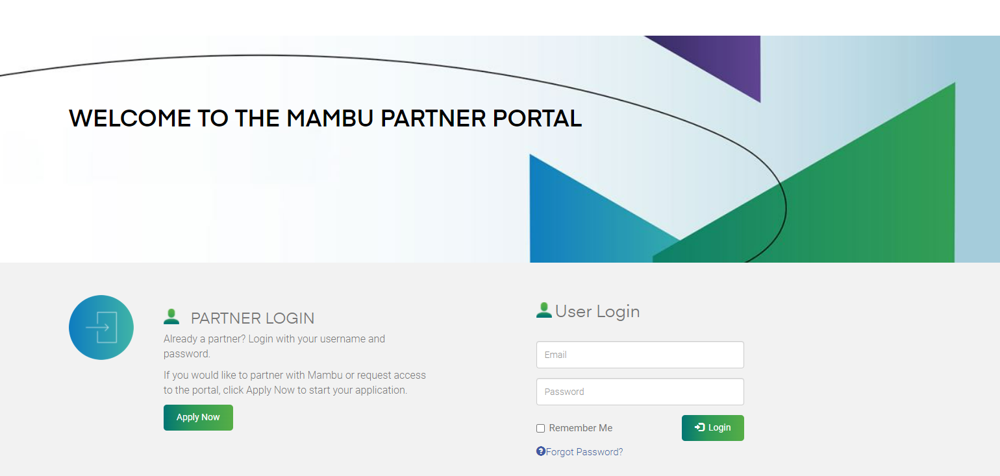 WELCOME TO THE MAMBU PARTNER PORTAL
PARTNER LOGIN
Already a partner? Login with your username and
password.
If you would like to partner with Mambu or request access
to the portal, click Apply Now to start your application.
Apply Now
User Login
Email
Password
Remember Me
Login
Forgot Password?